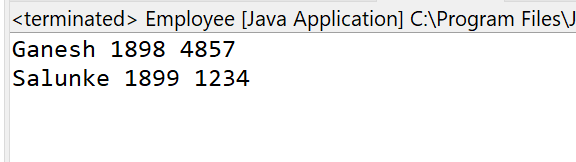 <terminated> Employee [Java Application] C:\Program Files\J
Ganesh 1898 4857
Salunke 1899 1234